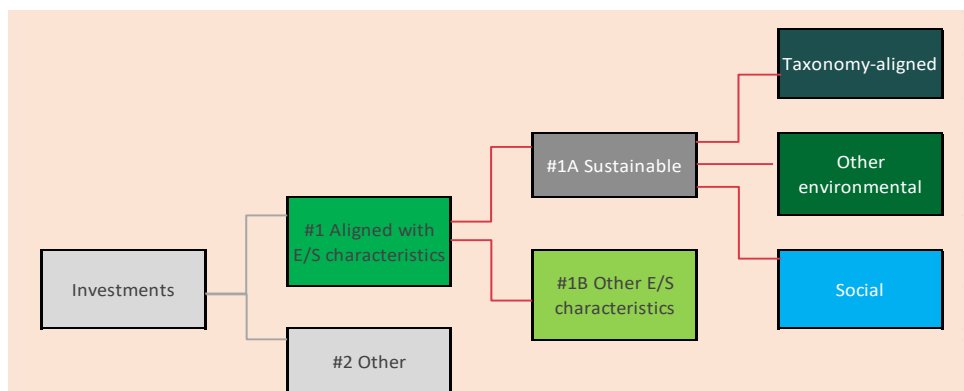 Taxonomy-aligned
#1A Sustainable
Other
environmental
#1 Aligned with
E/S characteristics
Investments
#1B Other E/S
characteristics
Social
#2 Other